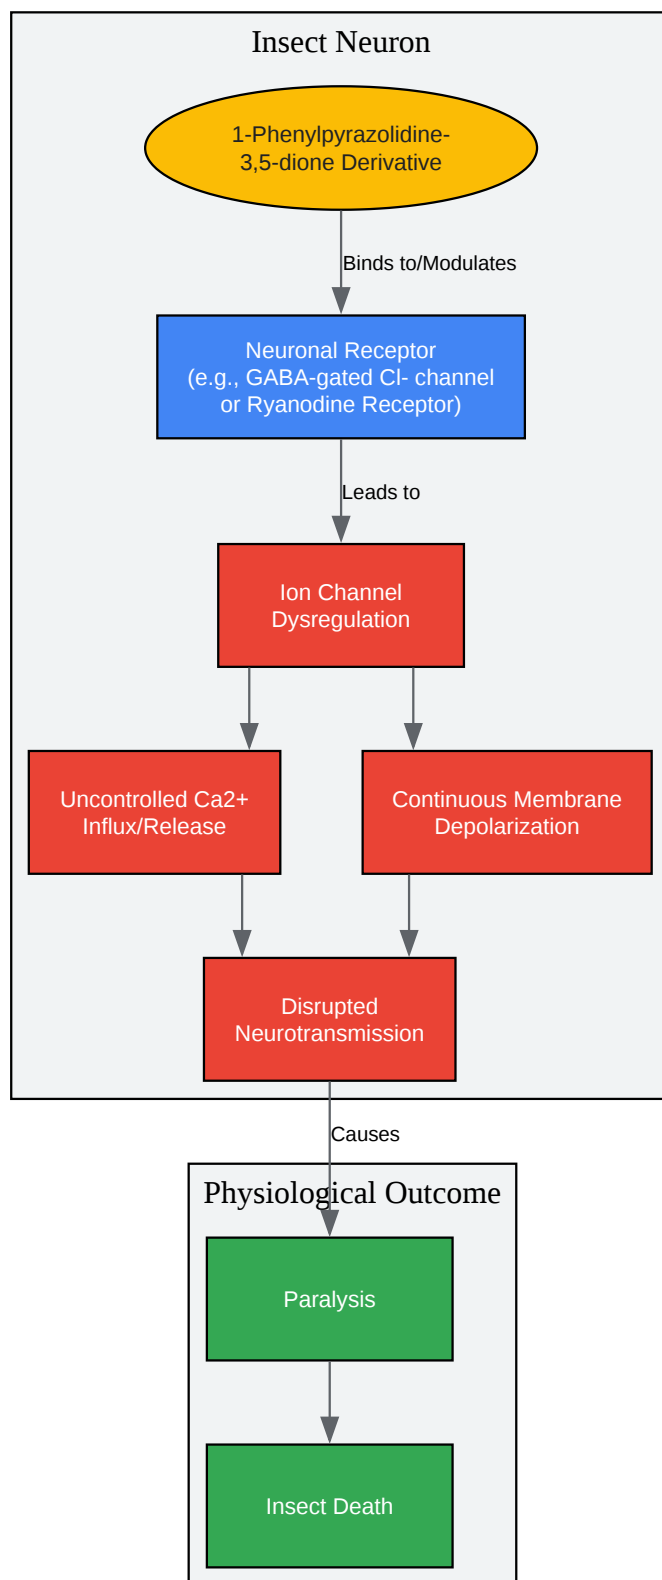 Insect Neuron
1-Phenylpyrazolidine-
3,5-dione Derivative
Binds to/Modulates
Neuronal Receptor
(e.g., GABA-gated Cl- channel
or Ryanodine Receptor)
Leads to
Ion Channel
Dysregulation
Uncontrolled Ca2+
Influx/Release
Continuous Membrane
Depolarization
Disrupted
Neurotransmission
Causes
Physiological Outcome
Paralysis
Insect Death